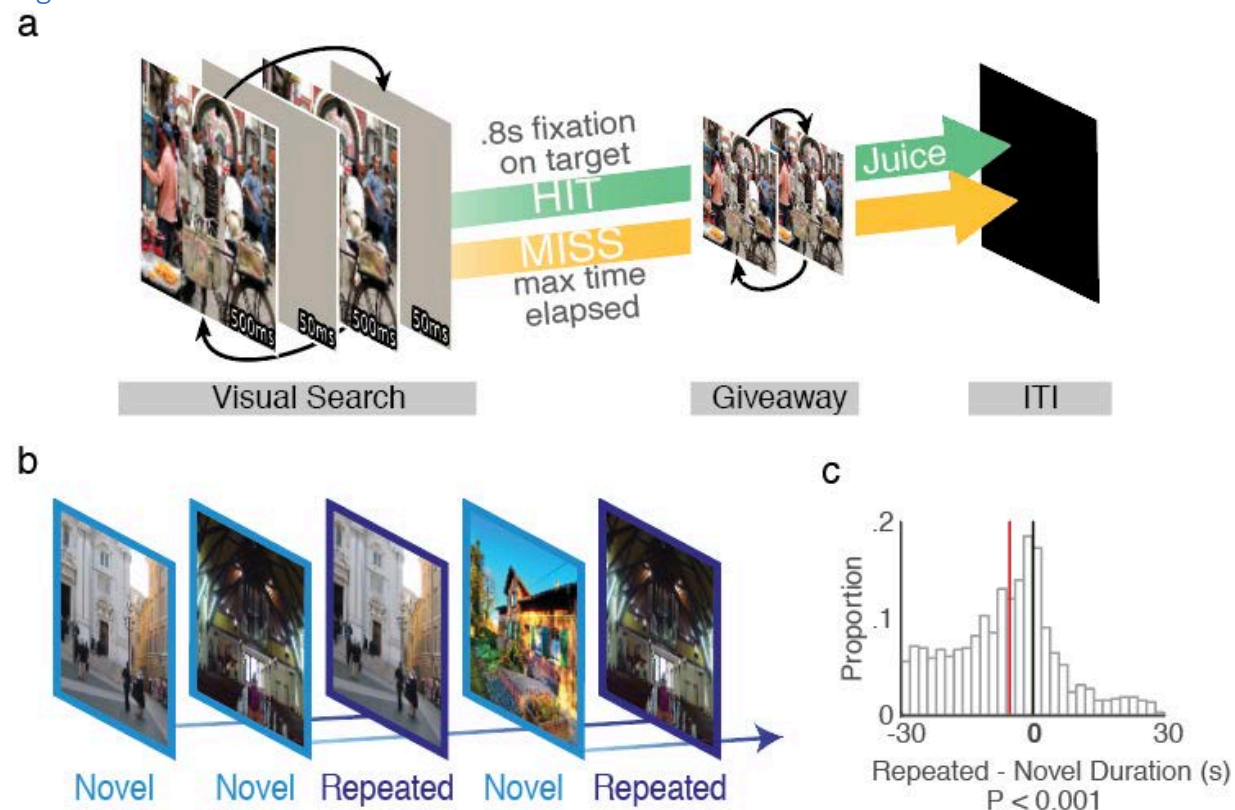 a
.8s fixation
on target
HIT
MISS
max time
elapsed
500ms
50ms
500ms
50ms
Juice
Visual Search
Giveaway
ITI
b
Novel
Novel
Repeated
Novel
Repeated
c
.2
.1
0
Proportion
-30
0
30
Repeated - Novel Duration (s)
P < 0.001